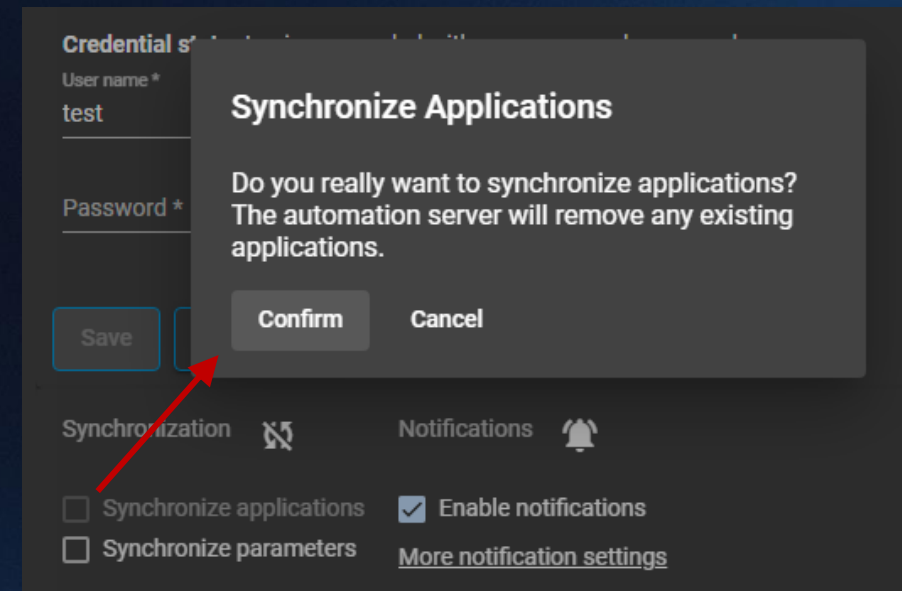 Credential
User name *
test
Password *
Synchronize Applications
Do you really want to synchronize applications?
The automation server will remove any existing
applications.
Confirm
Cancel
Save
Synchronization
Notifications
Synchronize applications
Enable notifications
Synchronize parameters
More notification settings